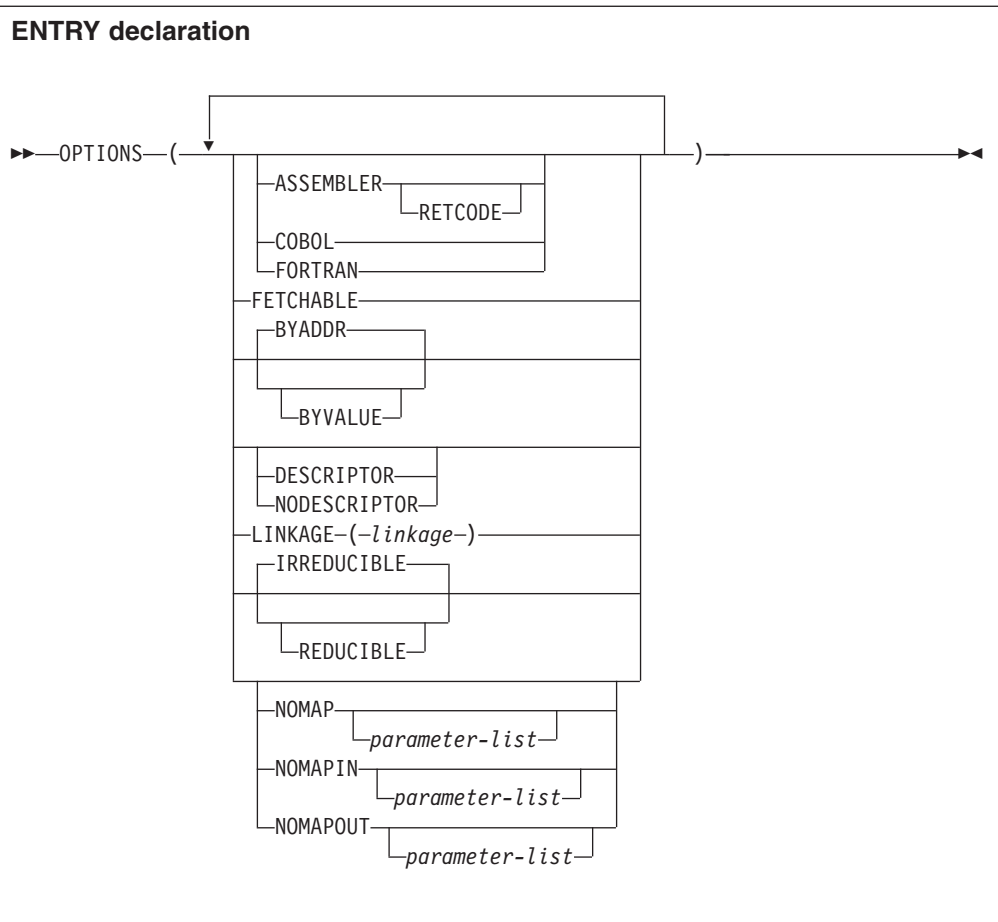 ENTRY declaration
OPTIONS ( )
ASSEMBLER
RETCODE
COBOL
FORTRAN
FETCHABLE
BYADDR
BYVALUE
DESCRIPTOR
NODESCRIPTOR
LINKAGE (linkage)
IRREDUCIBLE
REDUCIBLE
NOMAP
parameter-list
NOMAPIN
parameter-list
NOMAPOUT
parameter-list